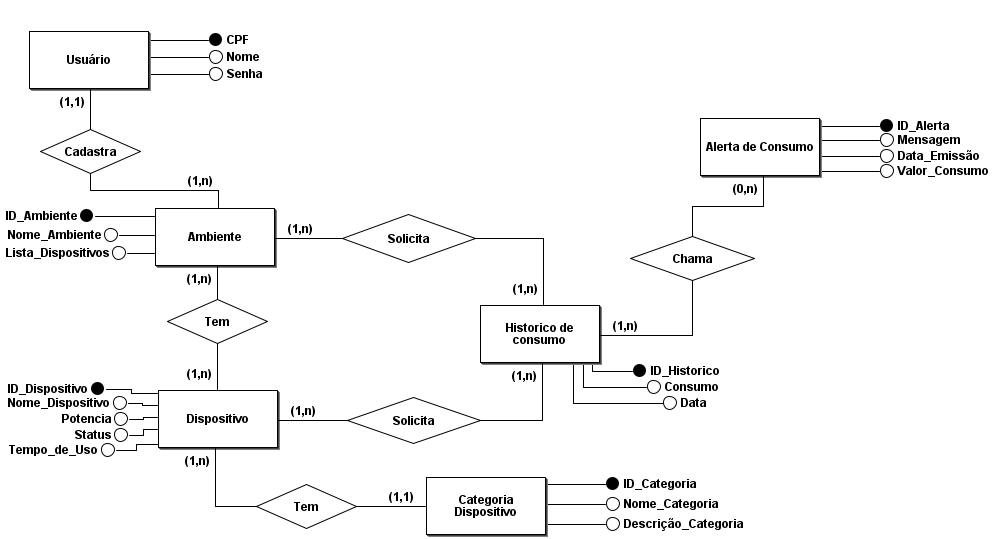 Usuário
CPF
Nome
Senha
(1,1)
Cadastra
(1,n)
Alerta de Consumo
ID_Alerta
Mensagem
Data_Emissão
Valor_Consumo
(0,n)
ID_Ambiente
Nome_Ambiente
Lista_Dispositivos
Ambiente
(1,n)
Solicita
(1,n)
Chama
(1,n)
Tem
(1,n)
Historico de
consumo
(1,n)
ID_Historico
Consumo
Data
(1,n)
ID_Dispositivo
Nome_Dispositivo
Potencia
Status
Tempo_de_Uso
Dispositivo
(1,n)
Solicita
(1,n)
Tem
(1,1)
Categoria
Dispositivo
ID_Categoria
Nome_Categoria
Descrição_Categoria